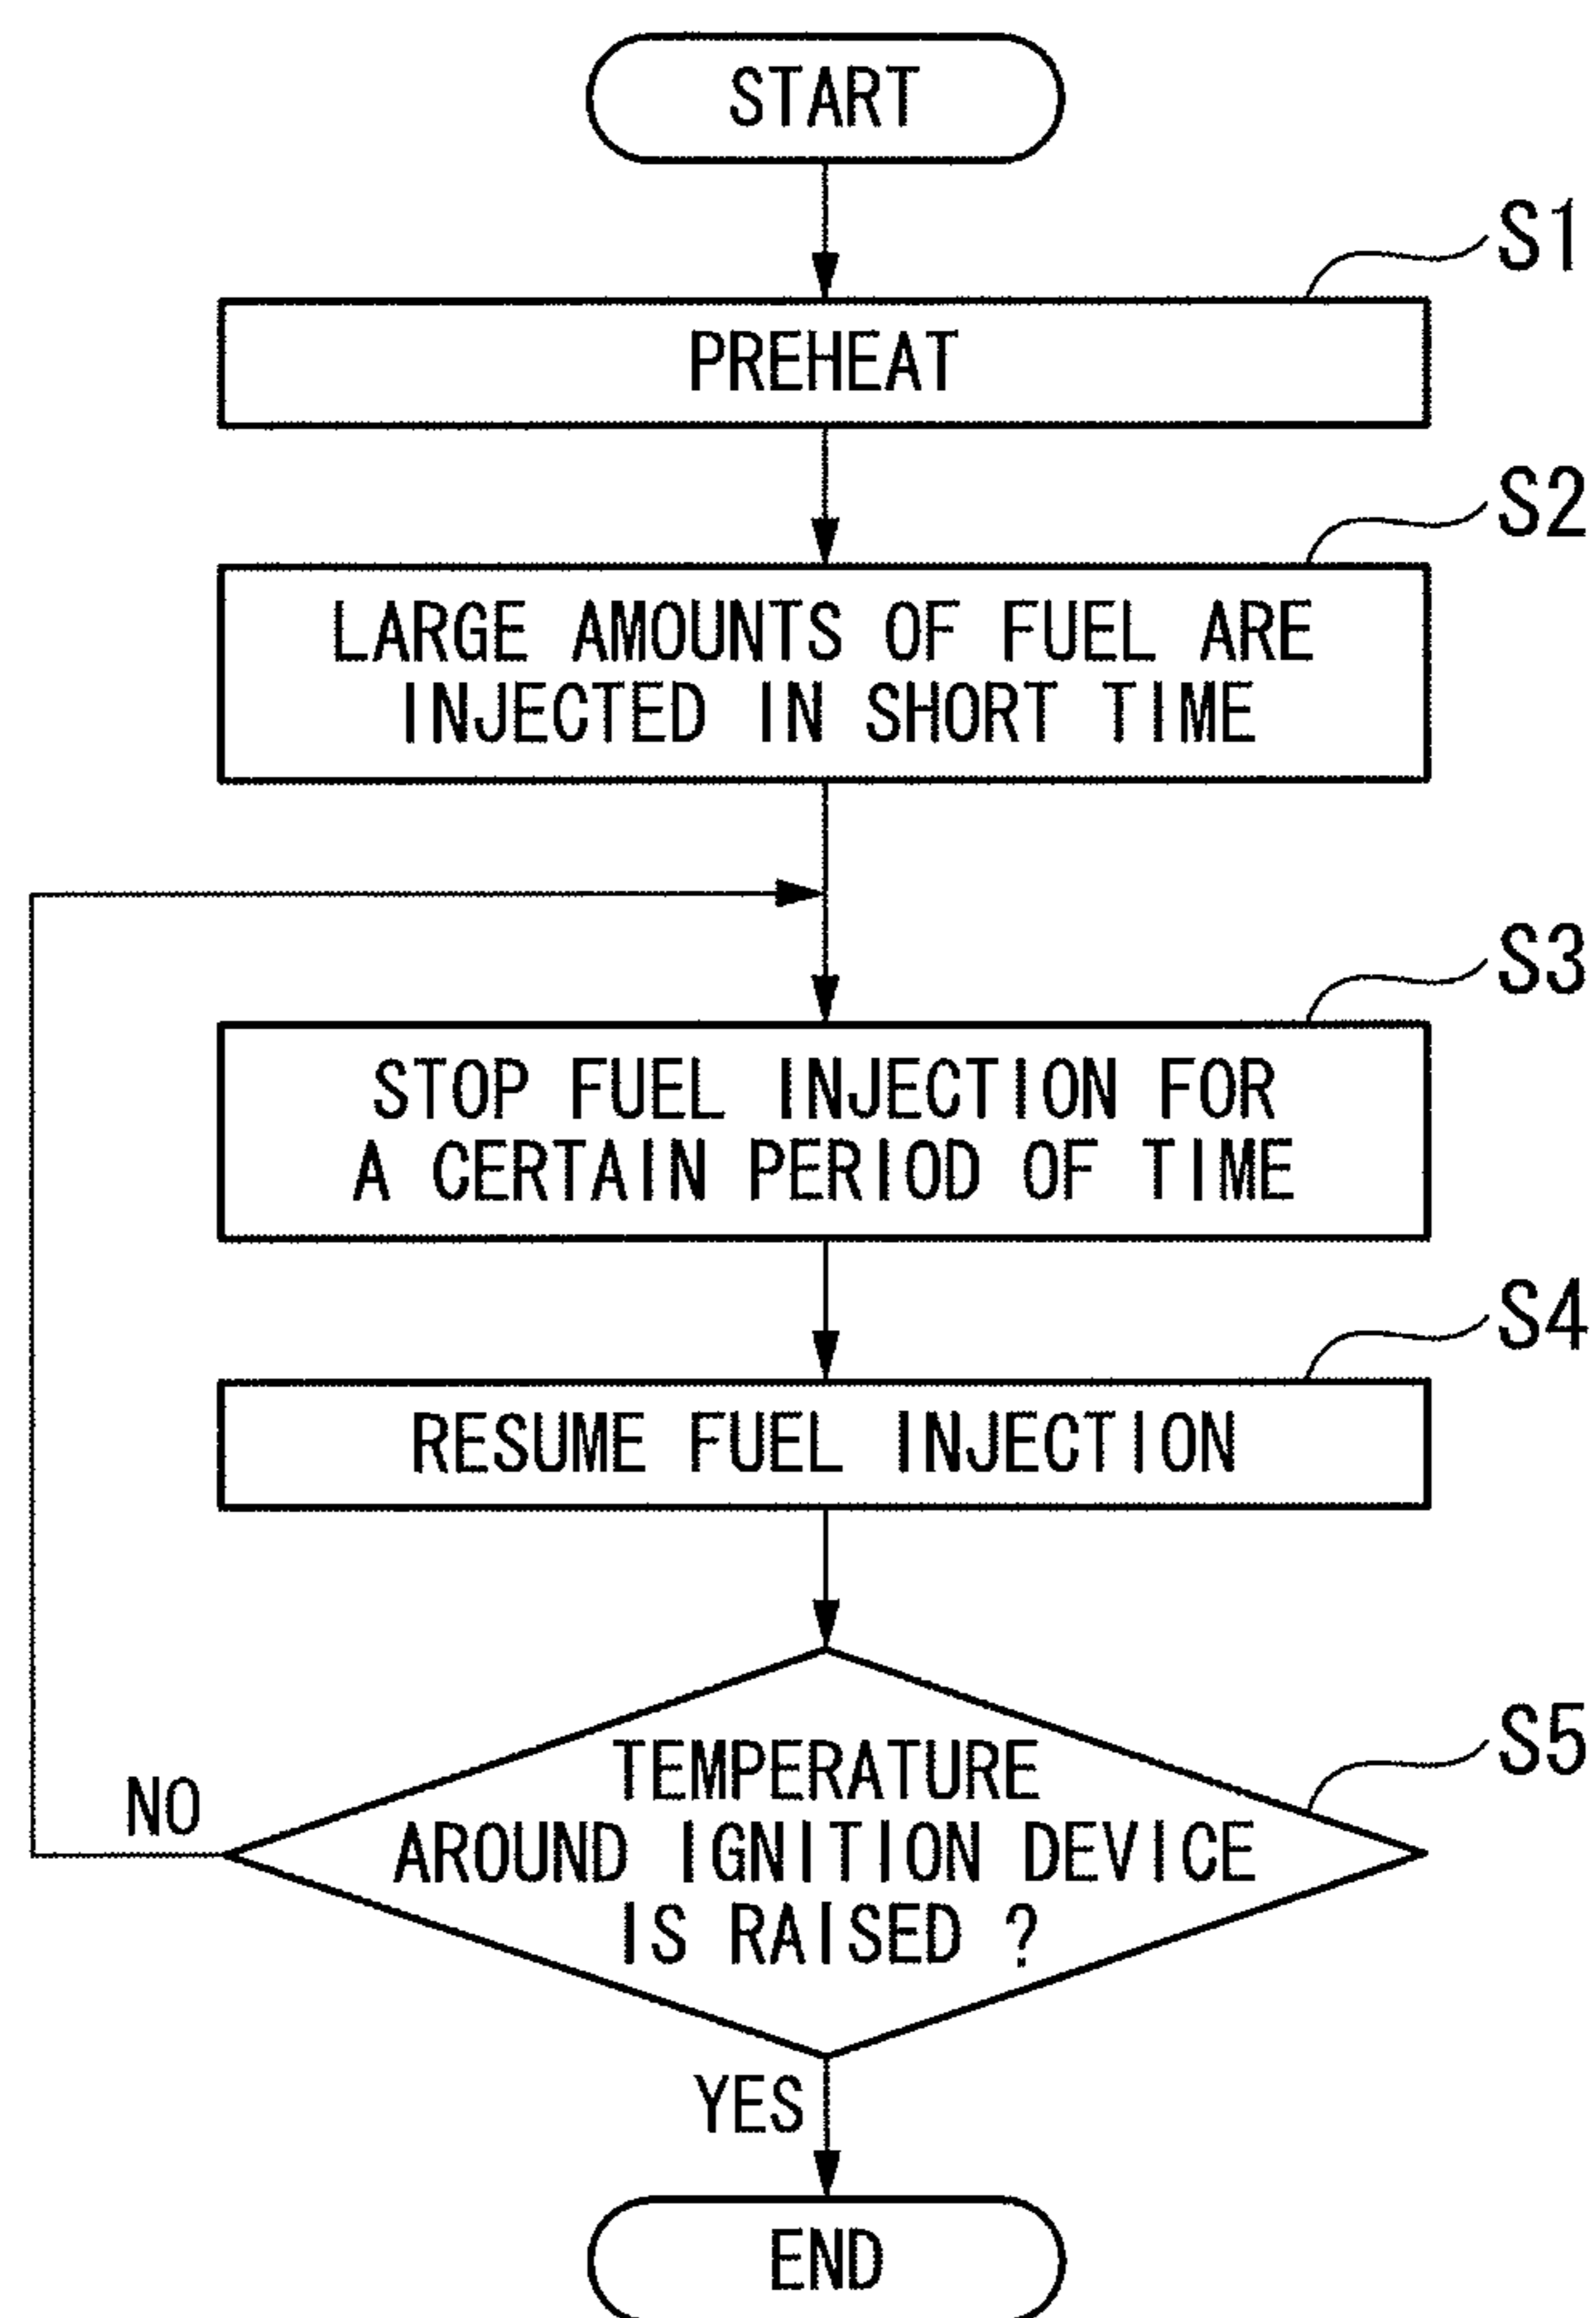 START
S1
PREHEAT
S2
LARGE AMOUNTS OF FUEL ARE
INJECTED IN SHORT TIME
S3
STOP FUEL INJECTION FOR
A CERTAIN PERIOD OF TIME
S4
RESUME FUEL INJECTION
S5
TEMPERATURE
AROUND IGNITION DEVICE
IS RAISED ?
NO
YES
END